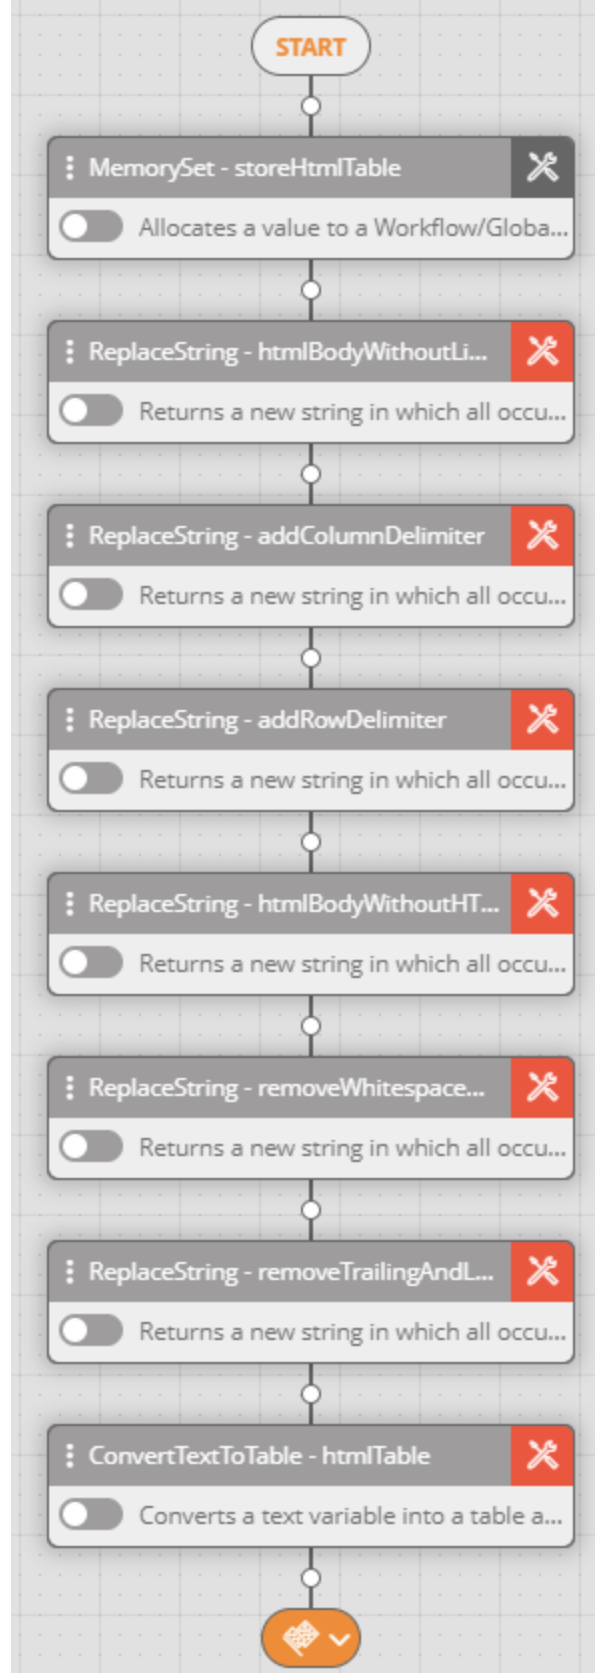 START
MemorySet - storeHtmlTable
Allocates a value to a Workflow/Globa...
ReplaceString - htmlBodyWithoutLi...
Returns a new string in which all occu...
ReplaceString - addColumnDelimiter
Returns a new string in which all occu...
ReplaceString - addRowDelimiter
Returns a new string in which all occu...
ReplaceString - htmlBodyWithoutHT...
Returns a new string in which all occu...
ReplaceString - removeWhitespace...
Returns a new string in which all occu...
ReplaceString - removeTrailingAndL...
Returns a new string in which all occu...
ConvertTextToTable - htmlTable
Converts a text variable into a table a...